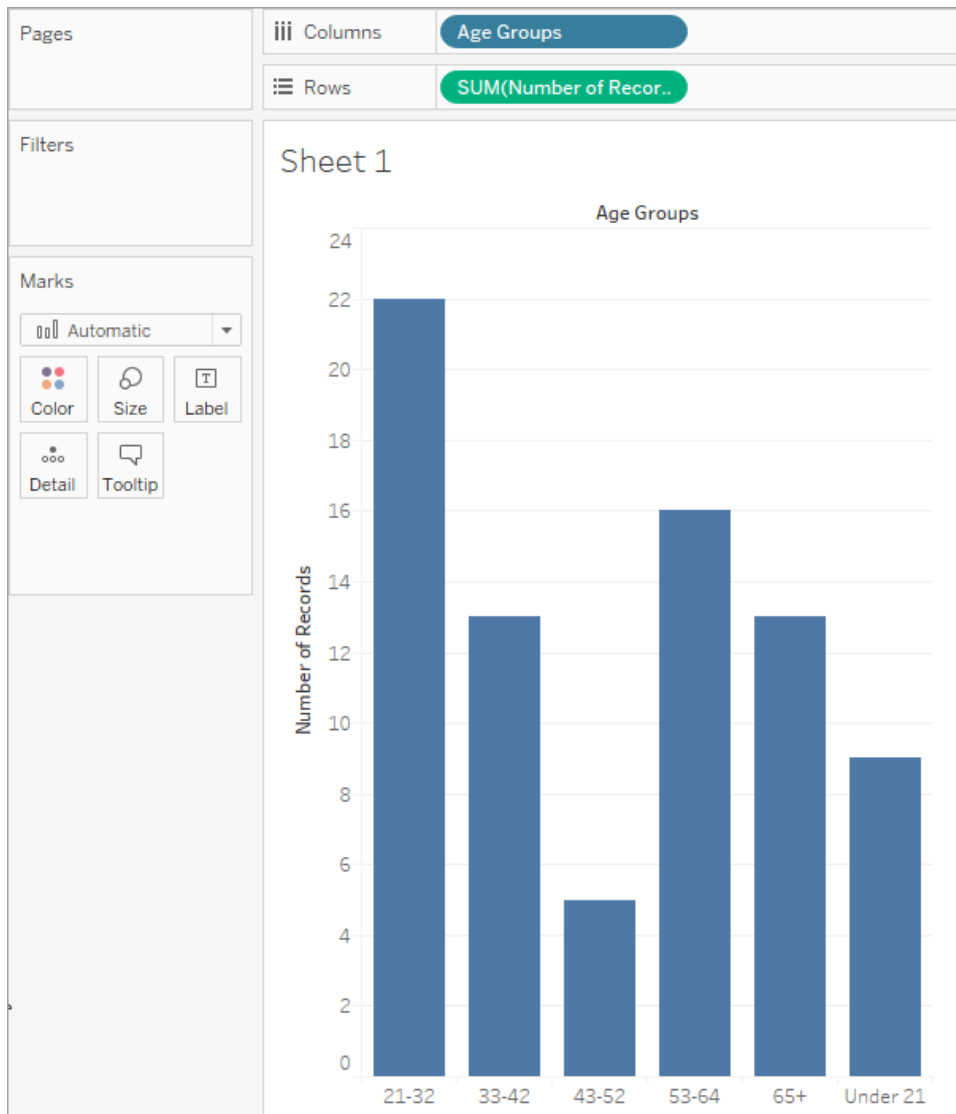 Pages
Columns
Age Groups
Rows
SUM(Number of Recor..
Filters
Marks
Automatic
Color
Size
Label
Detail
Tooltip
Sheet 1
Age Groups
Number of Records
24
22
20
18
16
14
12
10
8
6
4
2
0
21-32 33-42 43-52 53-64 65+ Under 21